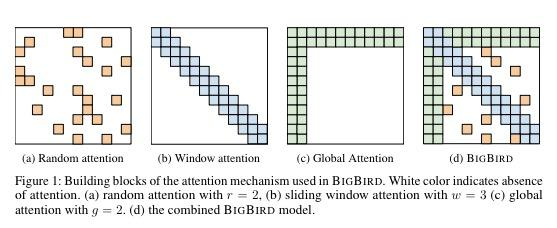 (a) Random attention
(b) Window attention
(c) Global Attention
(d) BIGBIRD
Figure 1: Building blocks of the attention mechanism used in BIGBIRD. White color indicates absence
of attention. (a) random attention with r = 2, (b) sliding window attention with w = 3 (c) global
attention with g = 2. (d) the combined BIGBIRD model.